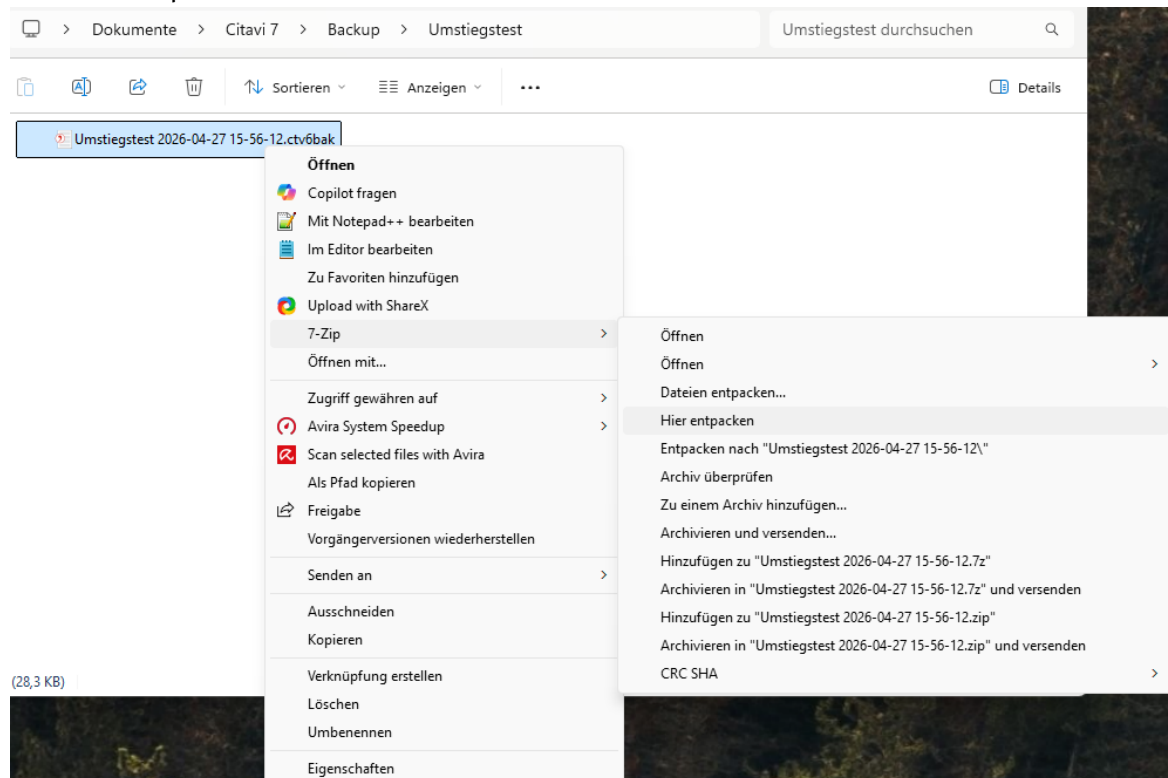 > Dokumente > Citavi 7 > Backup > Umstiegstest
Umstiegstest durchsuchen
Sortieren
Anzeigen
Details
Umstiegstest 2026-04-27 15-56-12.ctv6bak
Öffnen
Copilot fragen
Mit Notepad++ bearbeiten
Im Editor bearbeiten
Zu Favoriten hinzufügen
Upload with ShareX
7-Zip
Öffnen mit...
Zugriff gewähren auf
Avira System Speedup
Scan selected files with Avira
Als Pfad kopieren
Freigabe
Vorgängerversionen wiederherstellen
Senden an
Ausschneiden
Kopieren
Verknüpfung erstellen
Löschen
Umbenennen
Eigenschaften
Öffnen
Öffnen
Dateien entpacken...
Hier entpacken
Entpacken nach "Umstiegstest 2026-04-27 15-56-12\"
Archiv überprüfen
Zu einem Archiv hinzufügen...
Archivieren und versenden...
Hinzufügen zu "Umstiegstest 2026-04-27 15-56-12.7z"
Archivieren in "Umstiegstest 2026-04-27 15-56-12.7z" und versenden
Hinzufügen zu "Umstiegstest 2026-04-27 15-56-12.zip"
Archivieren in "Umstiegstest 2026-04-27 15-56-12.zip" und versenden
CRC SHA
(28,3 KB)